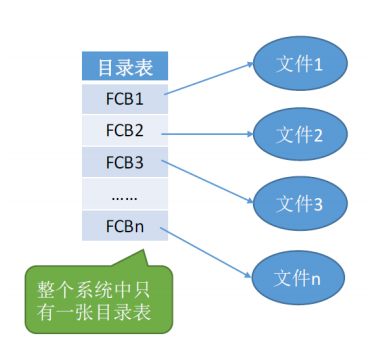 目录表
FCB1
FCB2
FCB3
……
FCBn
文件1
文件2
文件3
文件n
整个系统中只
有一张目录表